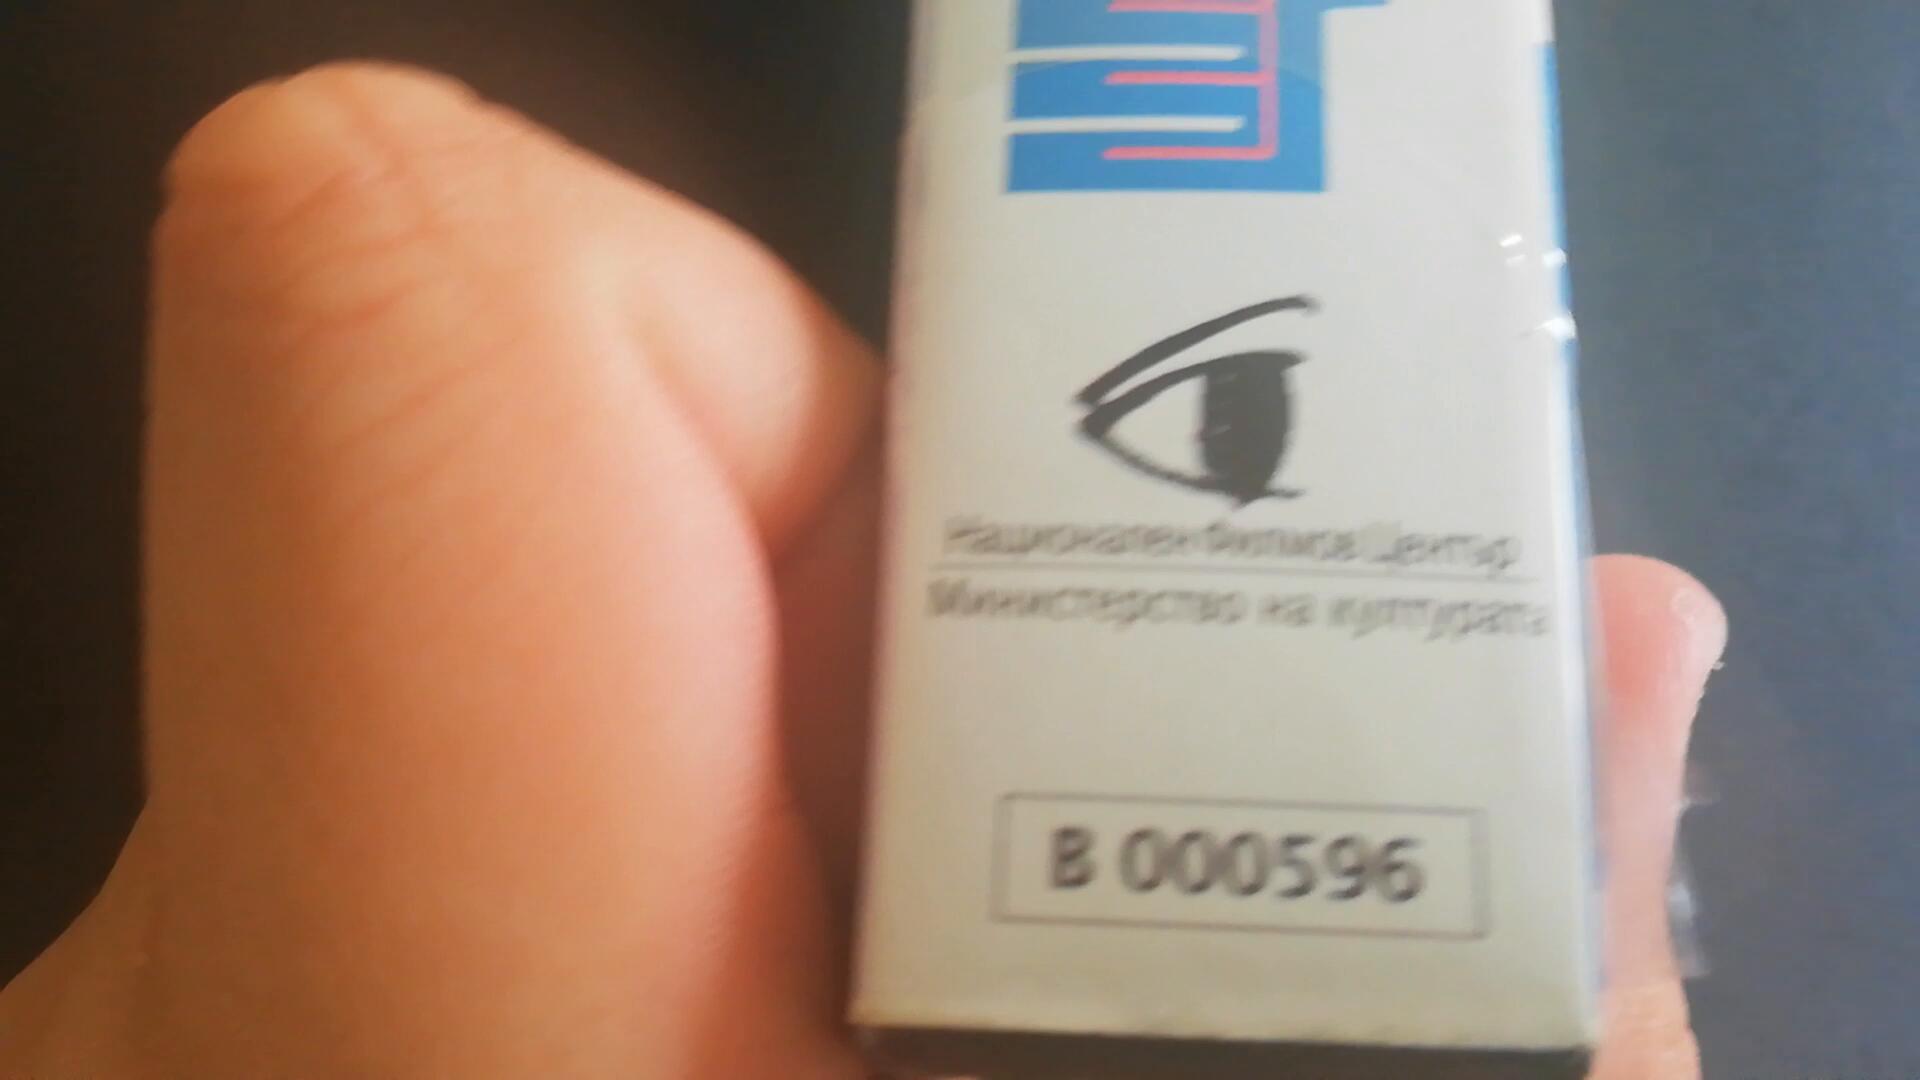 Национален Филмов Център
Министерство на културата
B 000596